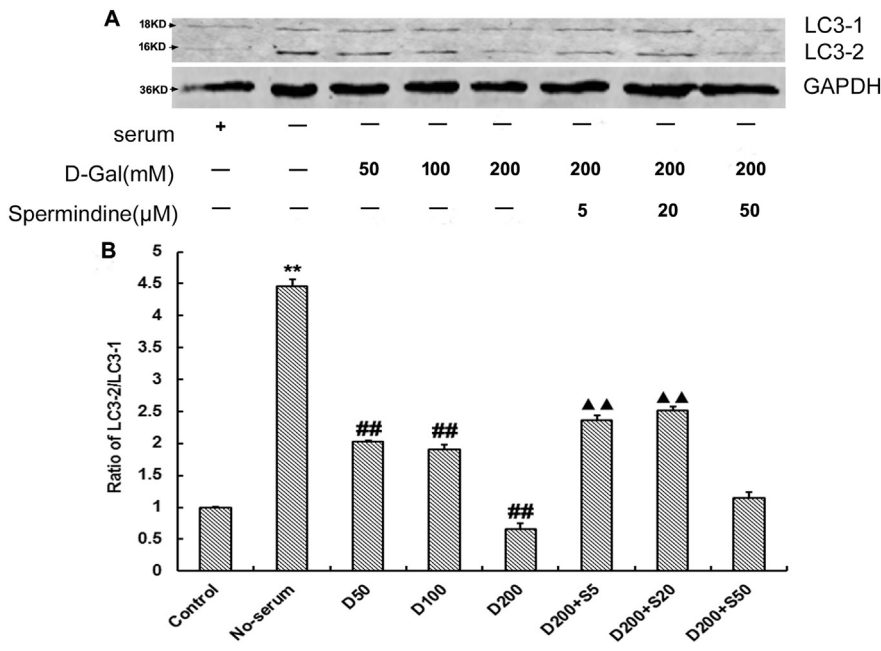 A
18KD
LC3-1
16KD
LC3-2
36KD
GAPDH
serum + — — — — — — —
D-Gal(mM) — — 50 100 200 200 200 200
Spermindine(μM) — — — — — 5 20 50
B
5
4.5
4
3.5
3
2.5
2
1.5
1
0.5
0
Ratio of LC3-2/LC3-1
**
##
##
##
▲▲
▲▲
Control
No-serum
D50
D100
D200
D200+S5
D200+S20
D200+S50